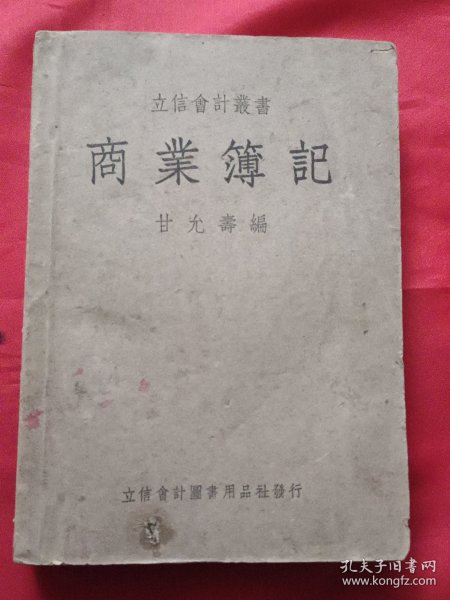 立信會計叢書
商業簿記
甘允壽編
立信會計圖書用品社發行
孔夫子旧书网
www.kongfz.com